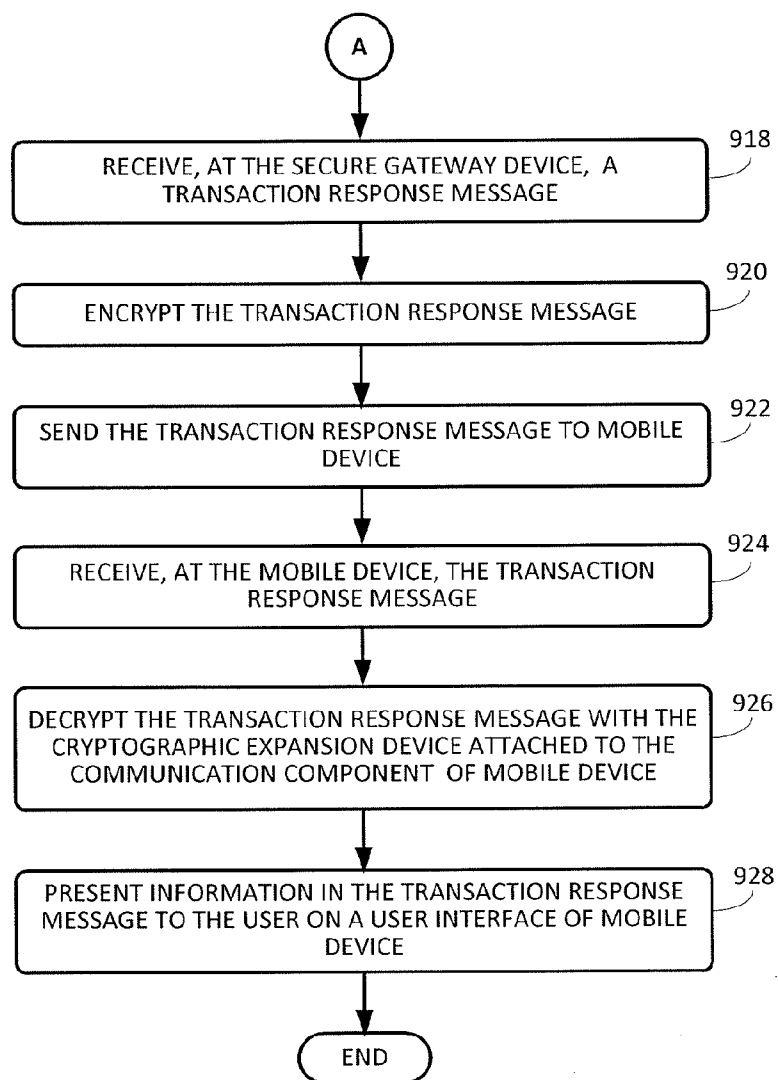 A
918
RECEIVE, AT THE SECURE GATEWAY DEVICE, A
TRANSACTION RESPONSE MESSAGE
920
ENCRYPT THE TRANSACTION RESPONSE MESSAGE
922
SEND THE TRANSACTION RESPONSE MESSAGE TO MOBILE
DEVICE
924
RECEIVE, AT THE MOBILE DEVICE, THE TRANSACTION
RESPONSE MESSAGE
926
DECRYPT THE TRANSACTION RESPONSE MESSAGE WITH THE
CRYPTOGRAPHIC EXPANSION DEVICE ATTACHED TO THE
COMMUNICATION COMPONENT OF MOBILE DEVICE
928
PRESENT INFORMATION IN THE TRANSACTION RESPONSE
MESSAGE TO THE USER ON A USER INTERFACE OF MOBILE
DEVICE
END